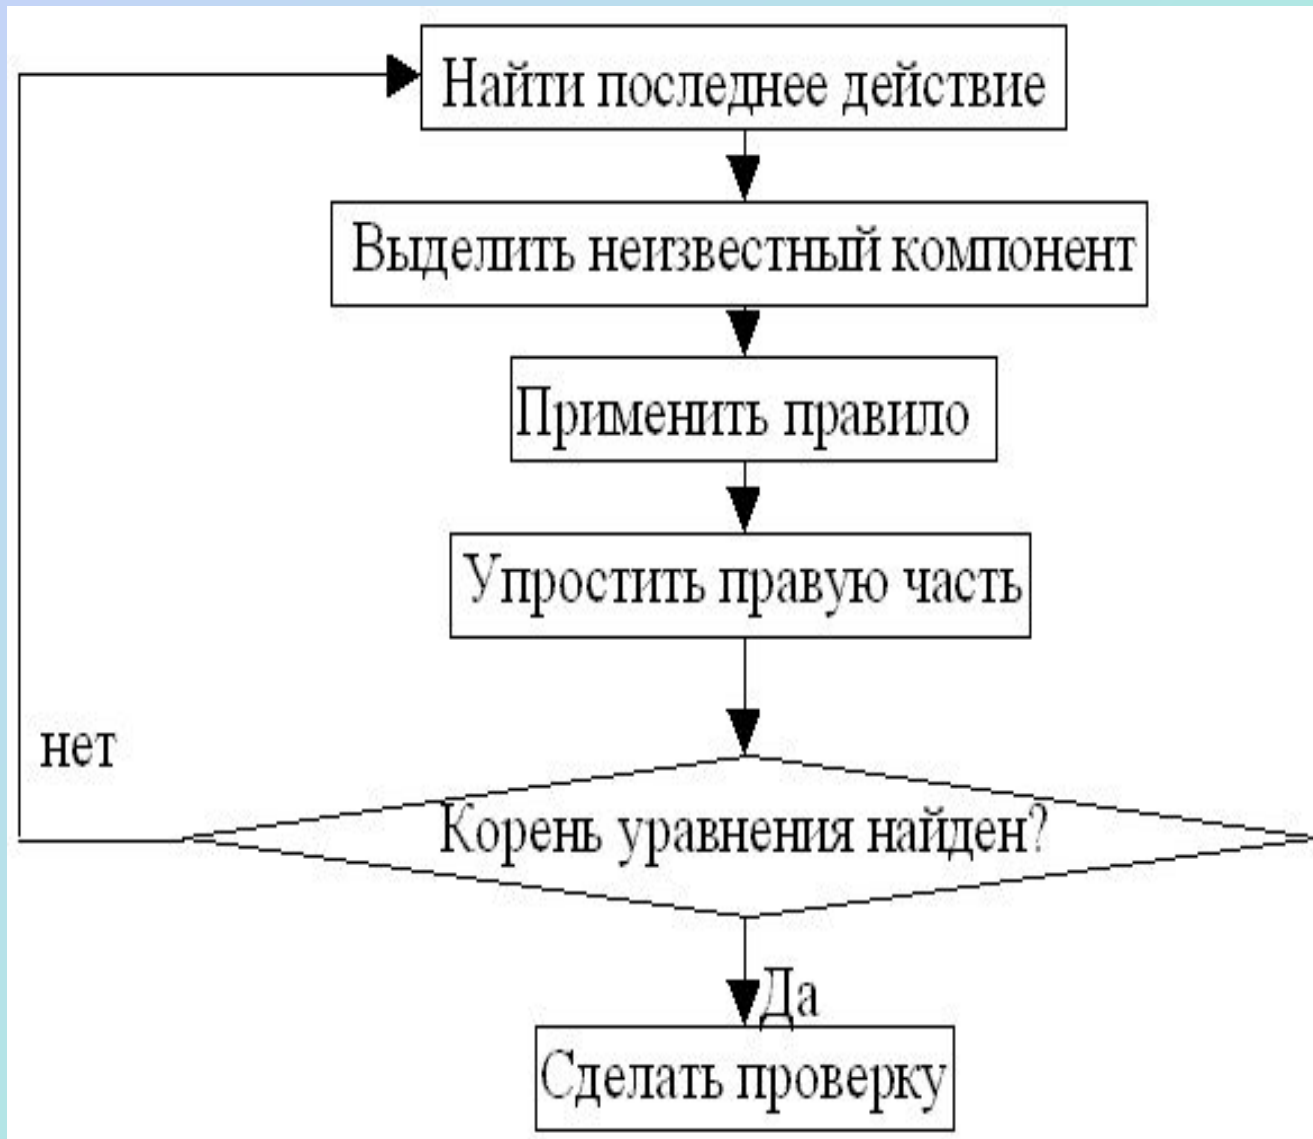 Найти последнее действие
Выделить неизвестный компонент
Применить правило
Упростить правую часть
нет
Корень уравнения найден?
Да
Сделать проверку